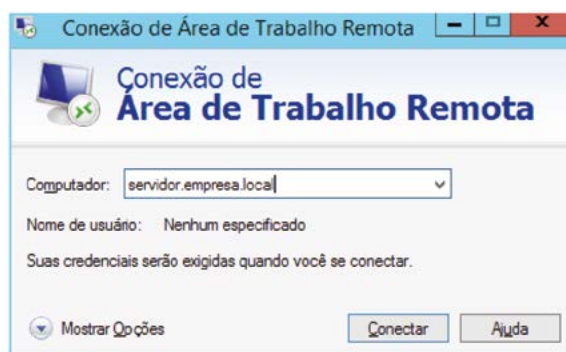 Conexão de Área de Trabalho Remota
Conexão de
Área de Trabalho Remota
Computador: servidor.empresa.local
Nome de usuário: Nenhum especificado
Suas credenciais serão exigidas quando você se conectar.
Mostrar Opções Conectar Ajuda